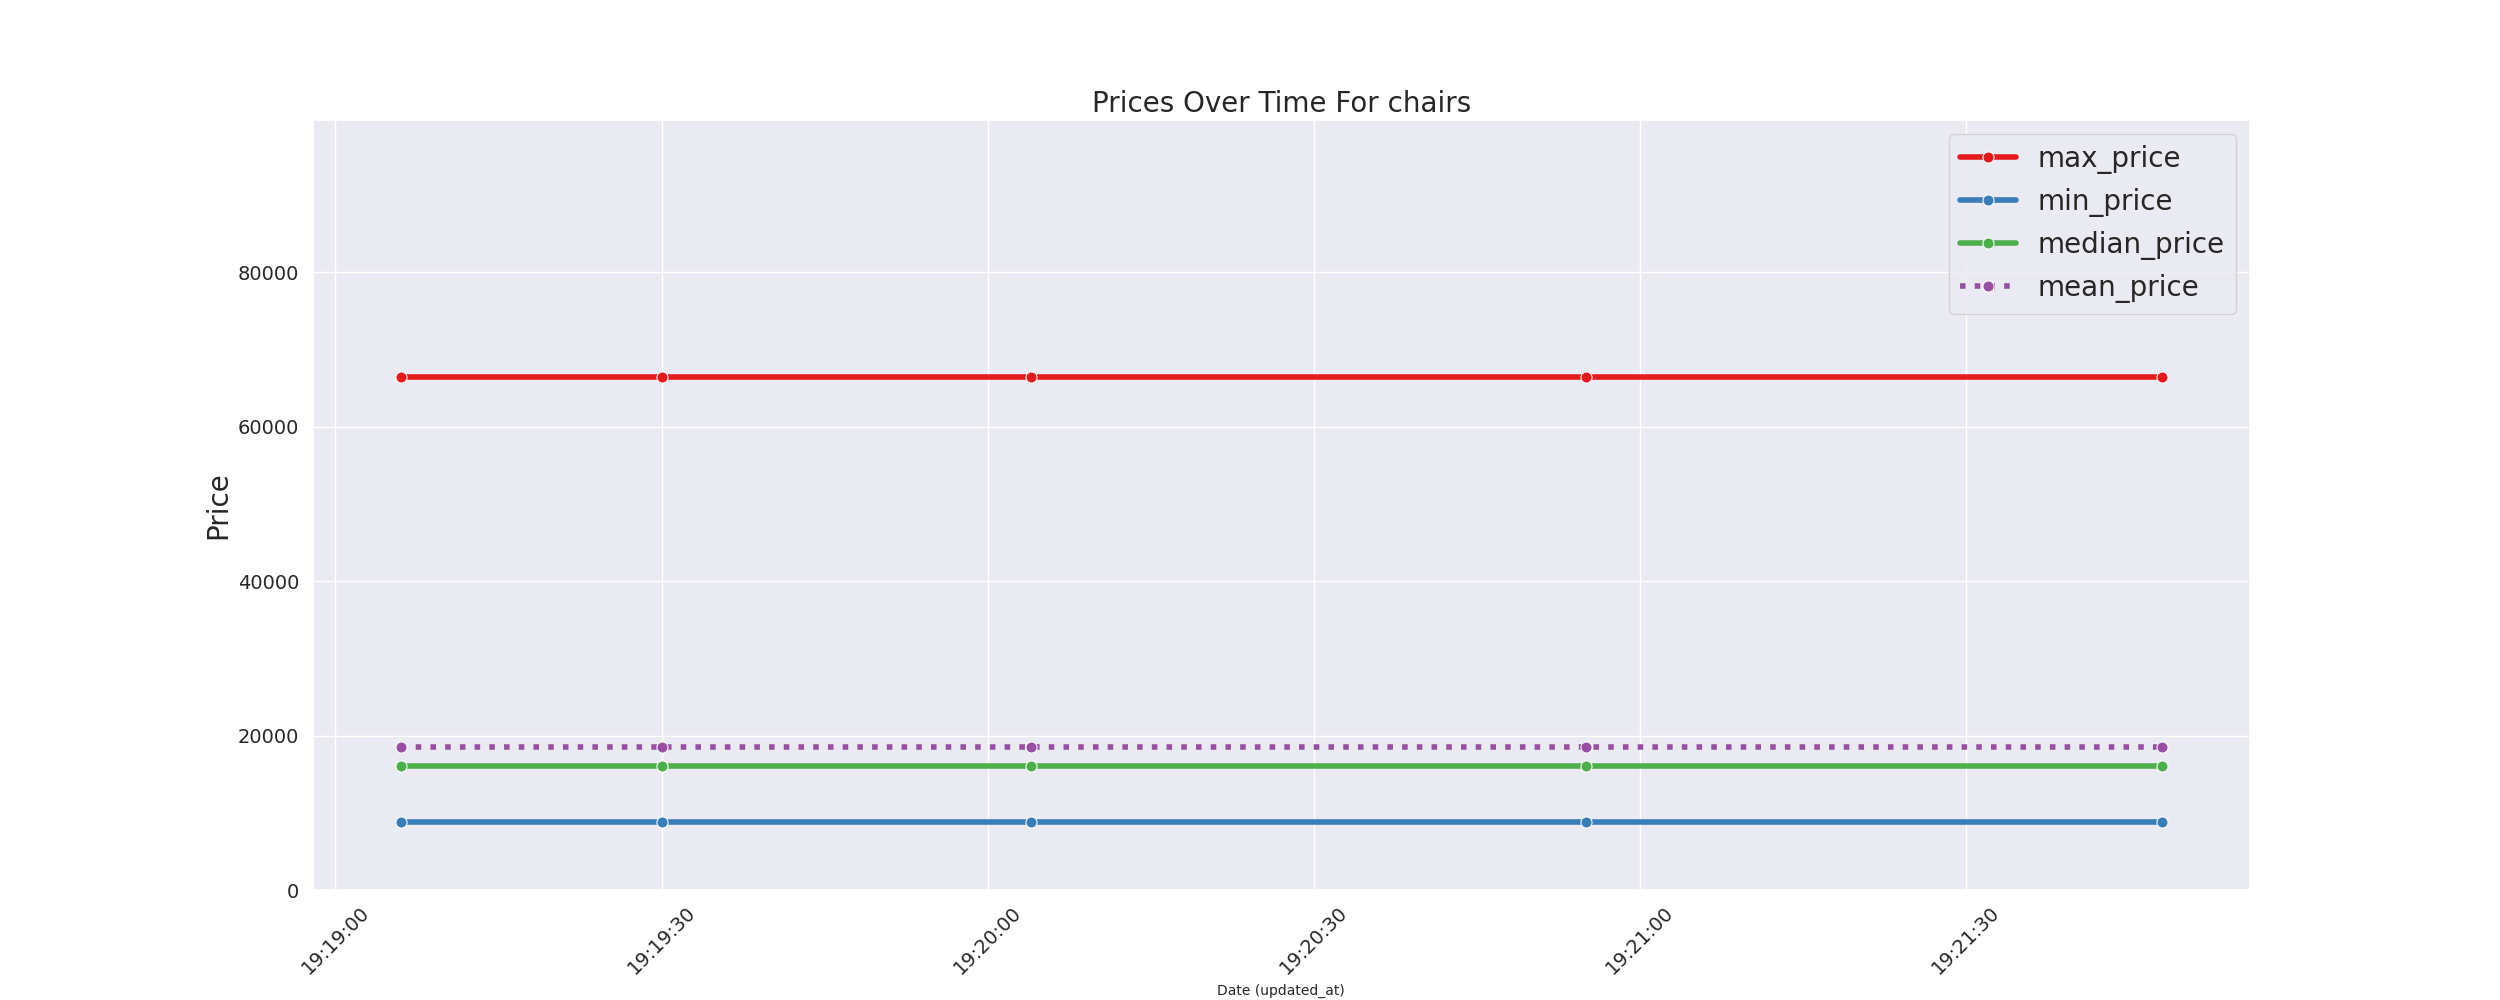 Prices Over Time For chairs
max_price
min_price
median_price
mean_price
Price
80000
60000
40000
20000
0
19:19:00
19:19:30
19:20:00
19:20:30
19:21:00
19:21:30
Date (updated_at)